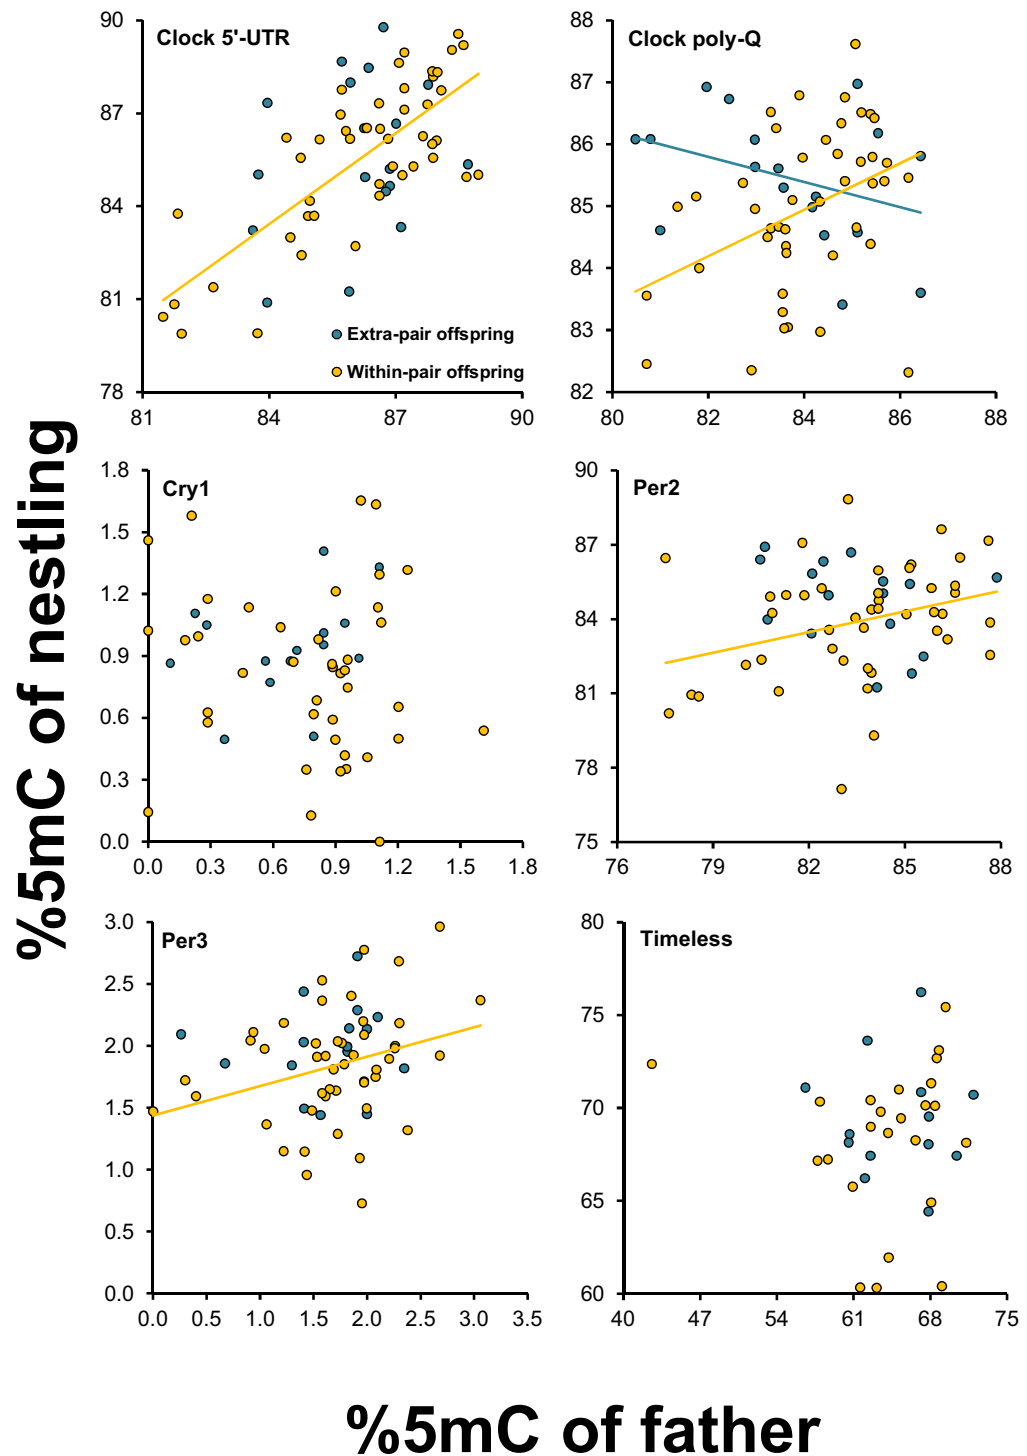 %5mC of nestling
Clock 5'-UTR
90
87
84
81
78
81 84 87 90
Extra-pair offspring
Within-pair offspring
Clock poly-Q
88
87
86
85
84
83
82
80 82 84 86 88
Cry1
1.8
1.5
1.2
0.9
0.6
0.3
0.0
0.0 0.3 0.6 0.9 1.2 1.5 1.8
Per2
90
87
84
81
78
75
76 79 82 85 88
Per3
3.0
2.5
2.0
1.5
1.0
0.5
0.0
0.0 0.5 1.0 1.5 2.0 2.5 3.0 3.5
Timeless
80
75
70
65
60
40 47 54 61 68 75
%5mC of father